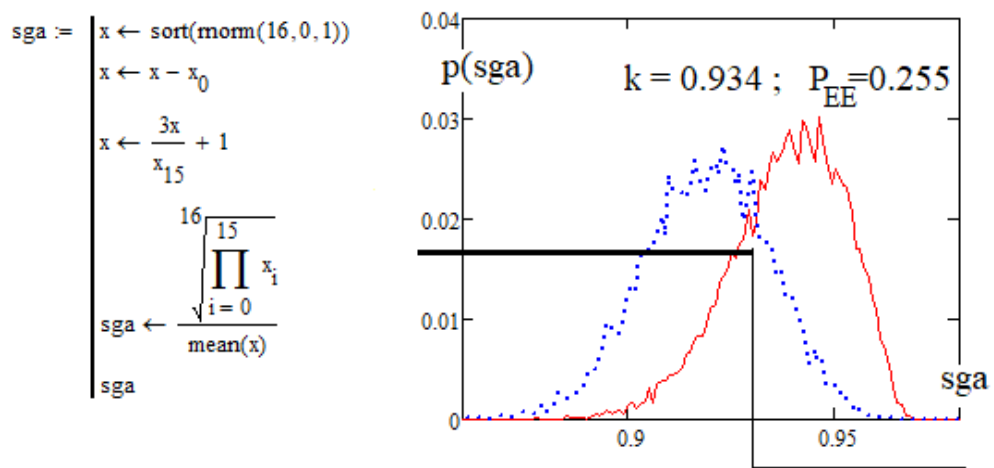 sga := x ← sort(rnorm(16,0,1))
x ← x − x₀
x ← 3x / x₁₅ + 1
sga ← ¹⁶√(∏ i = 0 15 xᵢ) / mean(x)
sga
0.04
p(sga)
k = 0.934 ; P_EE=0.255
0.03
0.02
0.01
sga
0
0.9 0.95